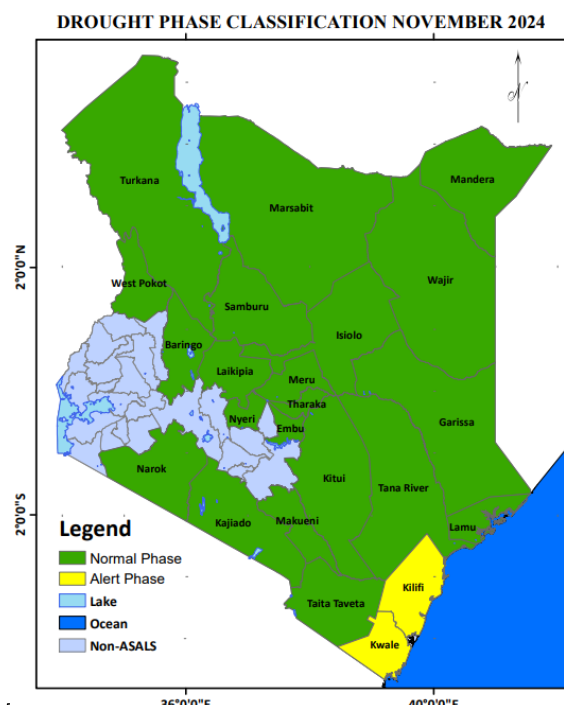 DROUGHT PHASE CLASSIFICATION NOVEMBER 2024
N
Mandera
Turkana
Marsabit
2°0'0"N
Wajir
West Pokot
Samburu
Isiolo
Baringo
Laikipia
Meru
Tharaka
Nyeri
Garissa
Embu
Narok
Kitui
Tana River
2°0'0"S
Kajiado
Makueni
Lamu
Legend
Normal Phase
Alert Phase
Lake
Ocean
Non-ASALS
Kilifi
Taita Taveta
Kwale
36°0'0"E
40°0'0"E